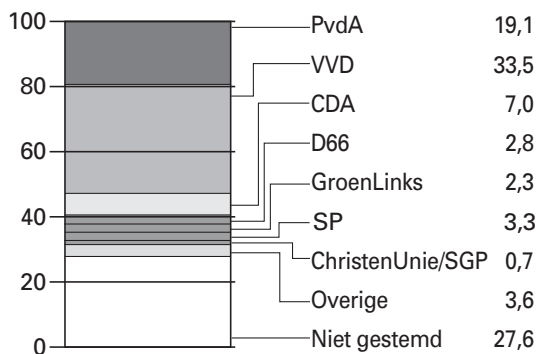 100
80
60
40
20
0
PvdA 19,1
VVD 33,5
CDA 7,0
D66 2,8
GroenLinks 2,3
SP 3,3
ChristenUnie/SGP 0,7
Overige 3,6
Niet gestemd 27,6